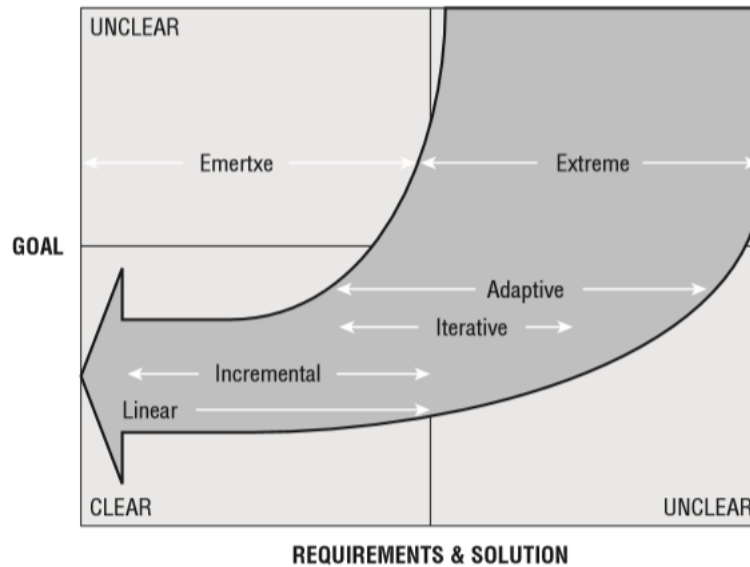 UNCLEAR
Emertxe
Extreme
GOAL
Adaptive
Iterative
Incremental
Linear
CLEAR
UNCLEAR
REQUIREMENTS & SOLUTION